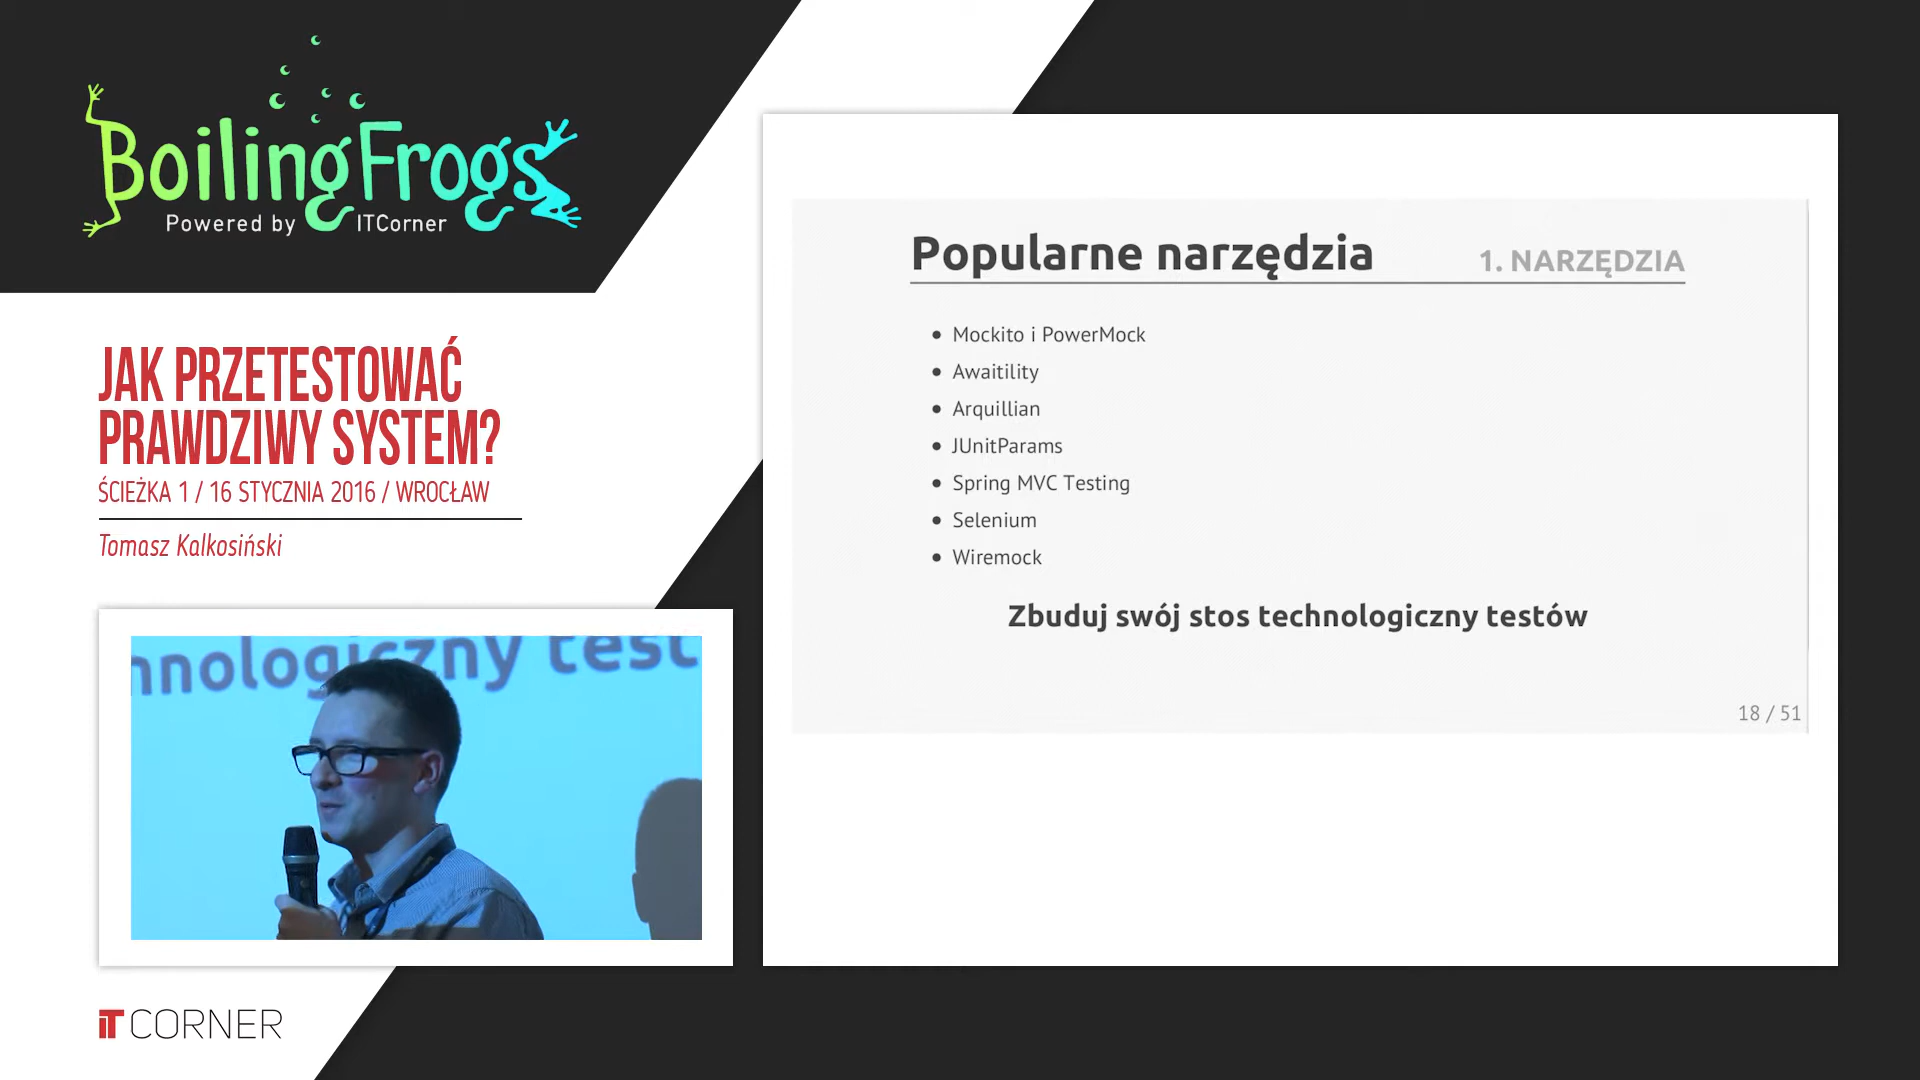 BoilingFrogs
Powered by ITCorner
JAK PRZETESTOWAĆ
PRAWDZIWY SYSTEM?
ŚCIEŻKA 1 / 16 STYCZNIA 2016 / WROCŁAW
Tomasz Kalkosiński
hnologiczny test
iT CORNER
Popularne narzędzia
1. NARZĘDZIA
• Mockito i PowerMock
• Awaitility
• Arquillian
• JUnitParams
• Spring MVC Testing
• Selenium
• Wiremock
Zbuduj swój stos technologiczny testów
18 / 51